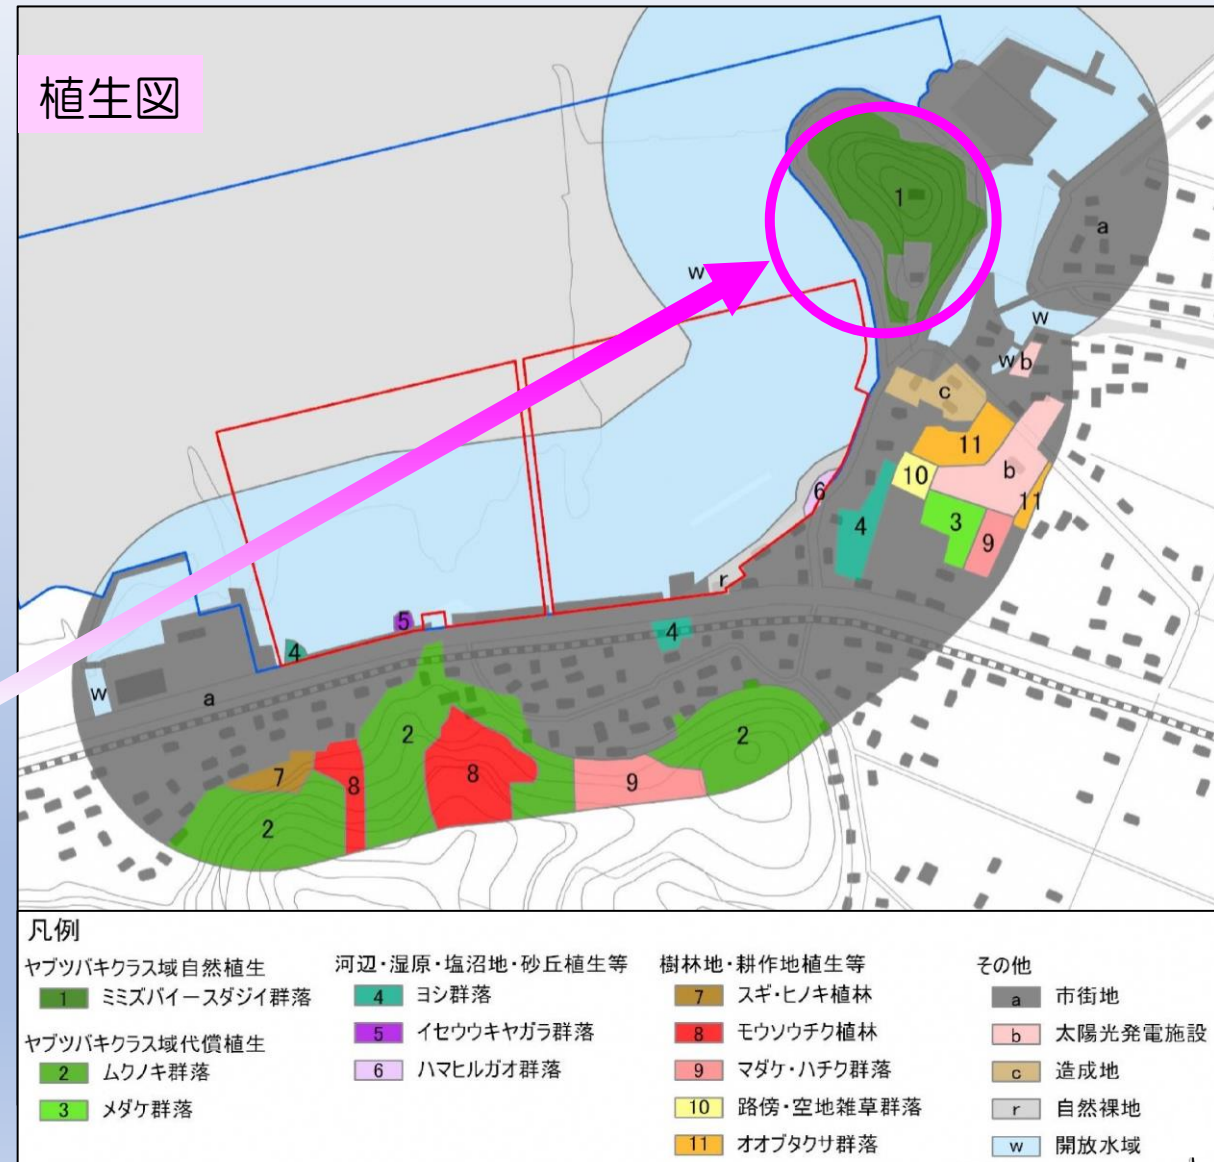 植生図
1
a
w
w
w
b
c
11
10
b
11
6
4
3
9
r
5
4
4
w
a
2
2
7
8
8
9
2
凡例
ヤブツバキクラス域自然植生
1 ミミズバイースダジイ群落
ヤブツバキクラス域代償植生
2 ムクノキ群落
3 メダケ群落
河辺・湿原・塩沼地・砂丘植生等
4 ヨシ群落
5 イセウウキヤガラ群落
6 ハマヒルガオ群落
樹林地・耕作地植生等
7 スギ・ヒノキ植林
8 モウソウチク植林
9 マダケ・ハチク群落
10 路傍・空地雑草群落
11 オオブタクサ群落
その他
a 市街地
b 太陽光発電施設
c 造成地
r 自然裸地
w 開放水域